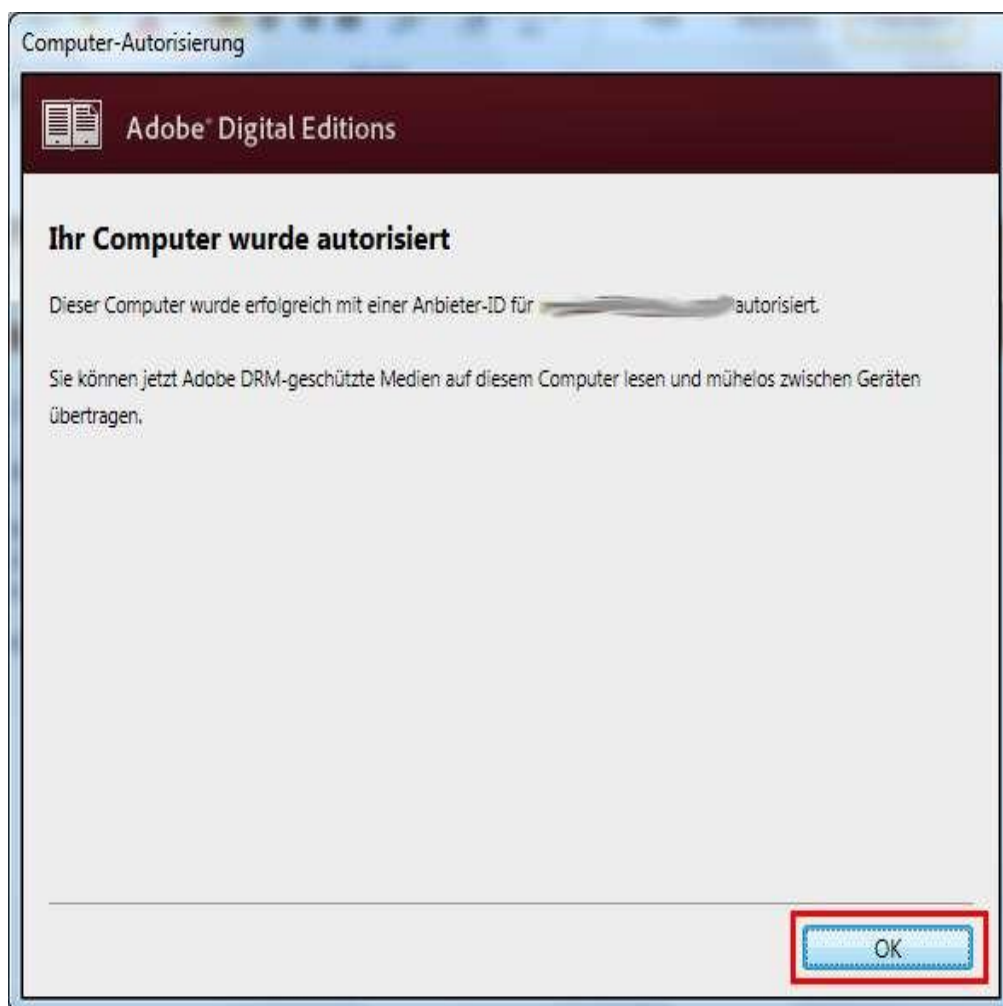 Computer-Autorisierung
Adobe® Digital Editions
Ihr Computer wurde autorisiert
Dieser Computer wurde erfolgreich mit einer Anbieter-ID für autorisiert.
Sie können jetzt Adobe DRM-geschützte Medien auf diesem Computer lesen und mühelos zwischen Geräten
übertragen.
OK